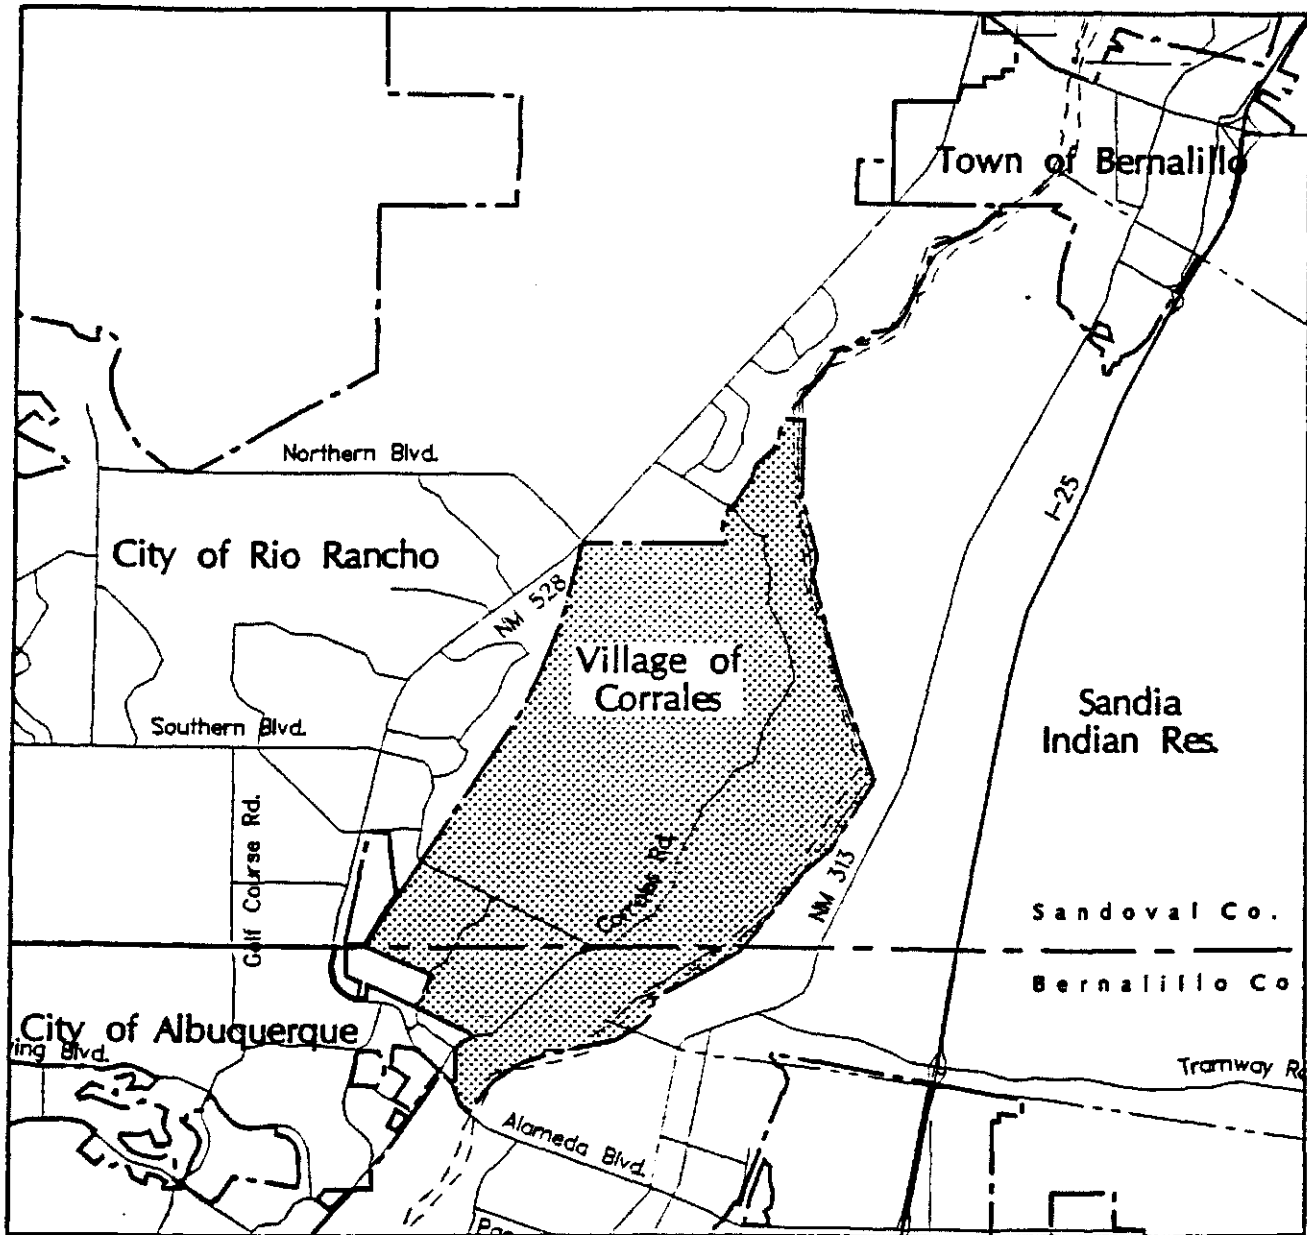 Town of Bernalillo
Northern Blvd.
I-25
City of Rio Rancho
NM 528
Village of
Corrales
Sandia
Indian Res.
Southern Blvd.
Golf Course Rd.
Corrales Rd.
NM 313
Sandoval Co.
Bernalillo Co
City of Albuquerque
ving Blvd.
Tramway Rd
Alameda Blvd.